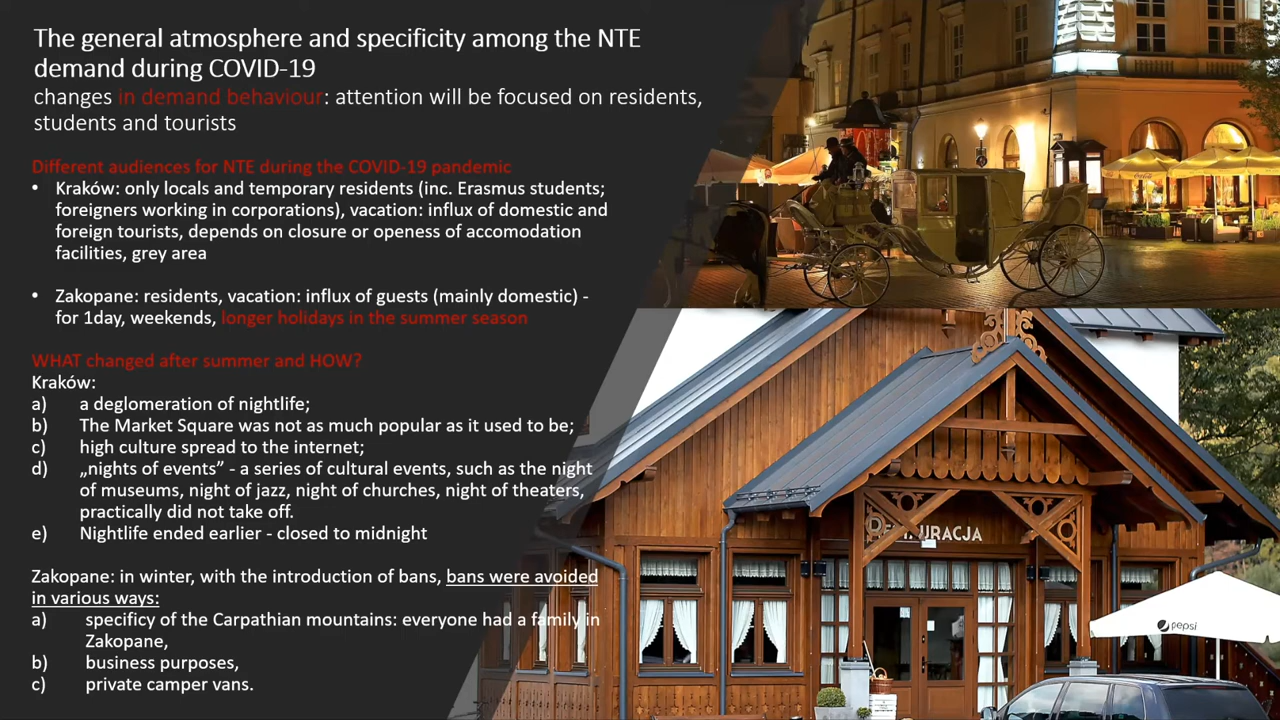 The general atmosphere and specificity among the NTE
demand during COVID-19
changes in demand behaviour: attention will be focused on residents,
students and tourists
Different audiences for NTE during the COVID-19 pandemic
• Kraków: only locals and temporary residents (inc. Erasmus students;
foreigners working in corporations), vacation: influx of domestic and
foreign tourists, depends on closure or openess of accomodation
facilities, grey area
• Zakopane: residents, vacation: influx of guests (mainly domestic) -
for 1day, weekends, longer holidays in the summer season
WHAT changed after summer and HOW?
Kraków:
a) a deglomeration of nightlife;
b) The Market Square was not as much popular as it used to be;
c) high culture spread to the internet;
d) „nights of events” - a series of cultural events, such as the night
of museums, night of jazz, night of churches, night of theaters,
practically did not take off.
e) Nightlife ended earlier - closed to midnight
Zakopane: in winter, with the introduction of bans, bans were avoided
in various ways:
a) specificy of the Carpathian mountains: everyone had a family in
Zakopane,
b) business purposes,
c) private camper vans.
RESTAURACJA
pepsi